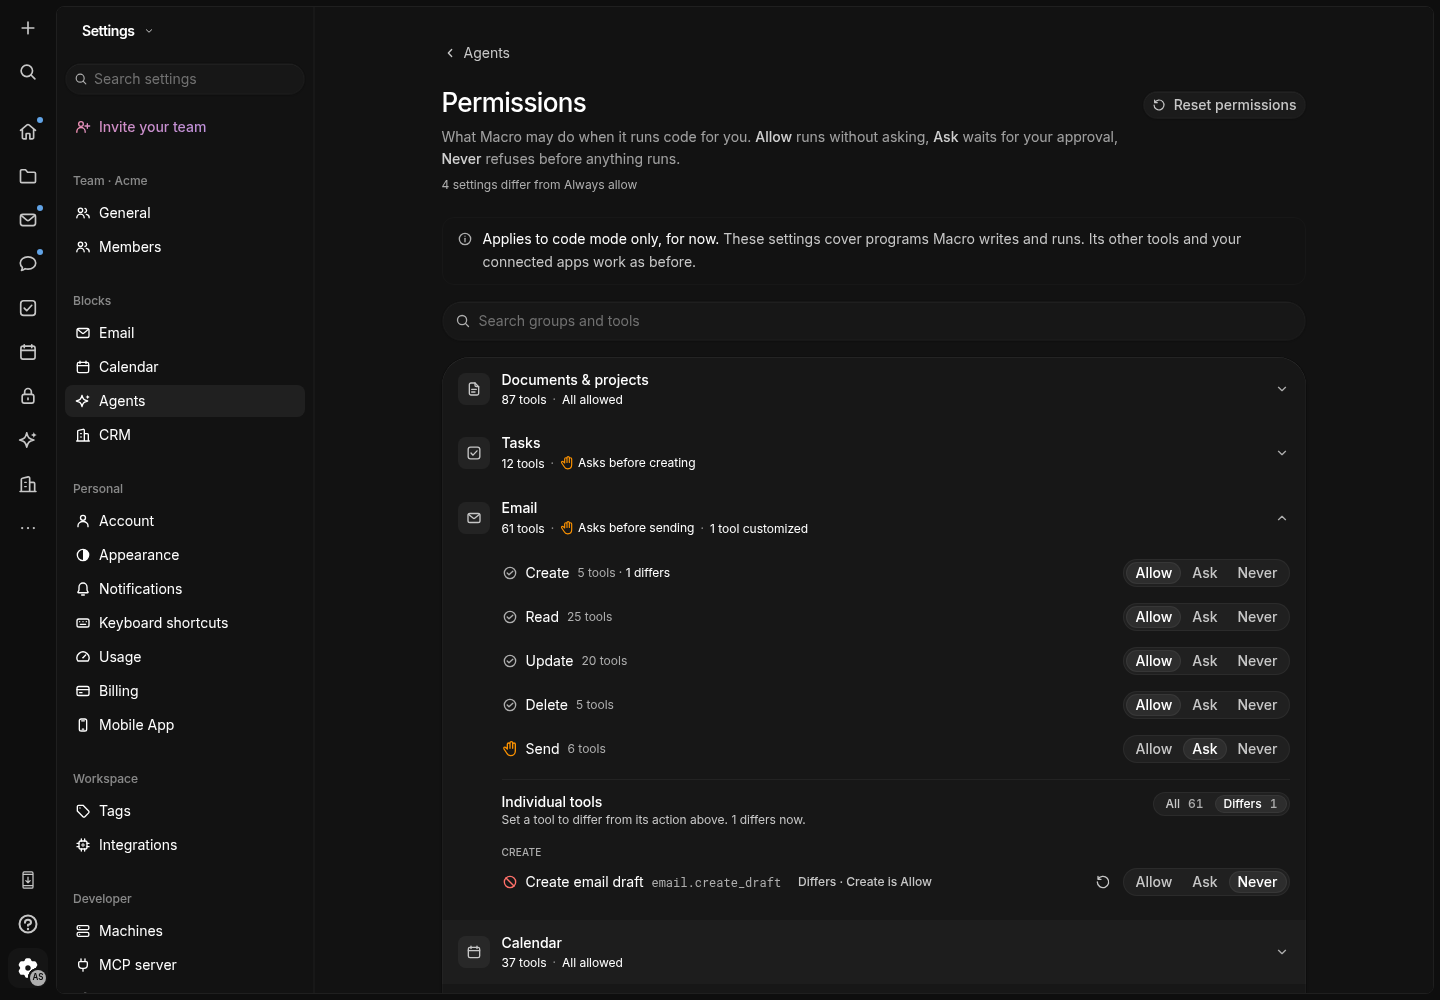 Settings
Search settings
Invite your team
Team · Acme
General
Members
Blocks
Email
Calendar
Agents
CRM
Personal
Account
Appearance
Notifications
Keyboard shortcuts
Usage
Billing
Mobile App
Workspace
Tags
Integrations
Developer
Machines
MCP server
AS
Agents
Permissions
Reset permissions
What Macro may do when it runs code for you. Allow runs without asking, Ask waits for your approval,
Never refuses before anything runs.
4 settings differ from Always allow
Applies to code mode only, for now. These settings cover programs Macro writes and runs. Its other tools and your
connected apps work as before.
Search groups and tools
Documents & projects
87 tools · All allowed
Tasks
12 tools · Asks before creating
Email
61 tools · Asks before sending · 1 tool customized
Create 5 tools · 1 differs Allow Ask Never
Read 25 tools Allow Ask Never
Update 20 tools Allow Ask Never
Delete 5 tools Allow Ask Never
Send 6 tools Allow Ask Never
Individual tools All 61 Differs 1
Set a tool to differ from its action above. 1 differs now.
CREATE
Create email draft email.create_draft Differs · Create is Allow Allow Ask Never
Calendar
37 tools · All allowed